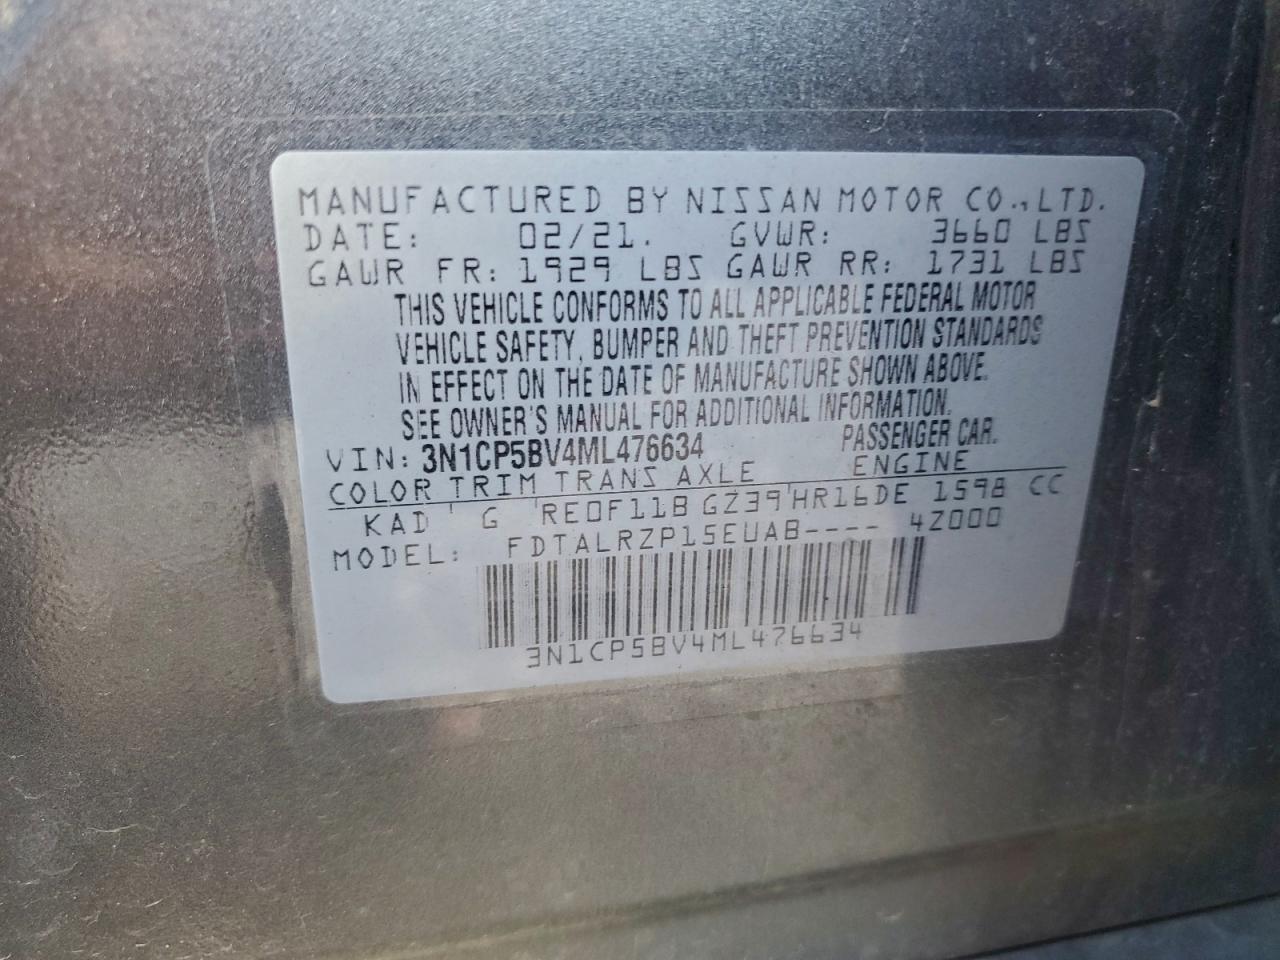 MANUFACTURED BY NISSAN MOTOR CO., LTD.
DATE: 02/21. GVWR: 3660 LBS
GAWR FR: 1929 LBS GAWR RR: 1731 LBS
THIS VEHICLE CONFORMS TO ALL APPLICABLE FEDERAL MOTOR
VEHICLE SAFETY, BUMPER AND THEFT PREVENTION STANDARDS
IN EFFECT ON THE DATE OF MANUFACTURE SHOWN ABOVE.
SEE OWNER'S MANUAL FOR ADDITIONAL INFORMATION.
VIN: 3N1CP5BV4ML476634 PASSENGER CAR.
COLOR TRIM TRANS AXLE ENGINE
KAD G RE0F11B GZ39 HR16DE 1598 CC
MODEL: FDTALRZP15EUAB---- 4Z000
3N1CP5BV4ML476634